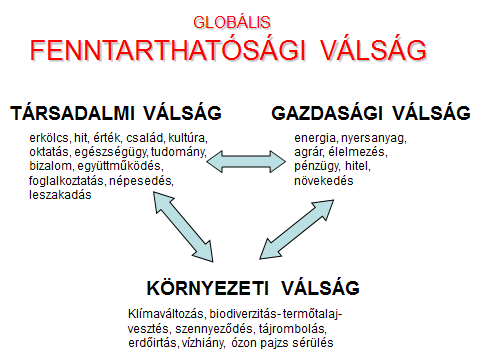 GLOBÁLIS
FENNTARTHATÓSÁGI VÁLSÁG
TÁRSADALMI VÁLSÁG
erkölcs, hit, érték, család, kultúra,
oktatás, egészségügy, tudomány,
bizalom, együttműködés,
foglalkoztatás, népesedés,
leszakadás
GAZDASÁGI VÁLSÁG
energia, nyersanyag,
agrár, élelmezés,
pénzügy, hitel,
növekedés
KÖRNYEZETI VÁLSÁG
Klímaváltozás, biodiverzitás- termőtalaj-
vesztés, szennyeződés, tájrombolás,
erdőirtás, vízhiány, ózon pajzs sérülés